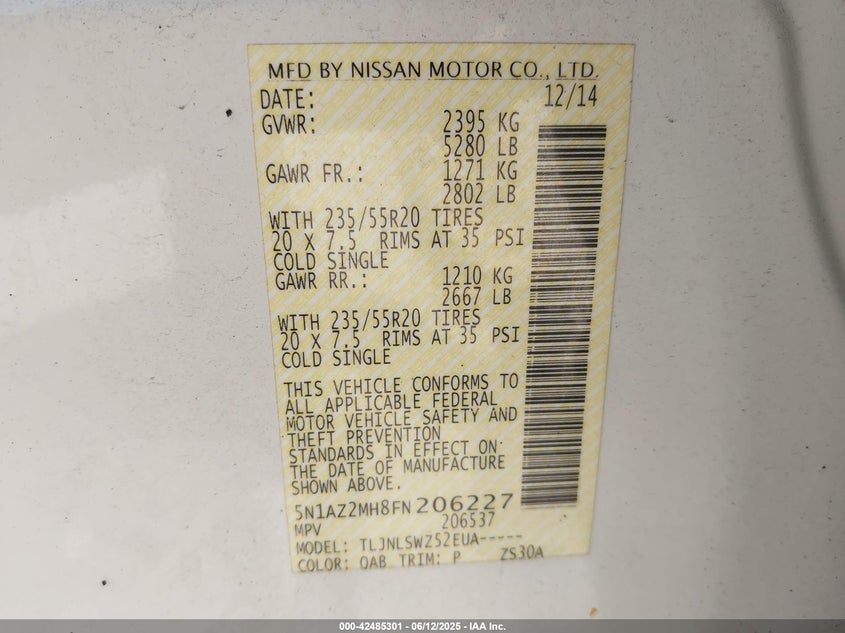 MFD BY NISSAN MOTOR CO., LTD.
DATE: 12/14
GVWR: 2395 KG
5280 LB
GAWR FR.: 1271 KG
2802 LB
WITH 235/55R20 TIRES
20 X 7.5 RIMS AT 35 PSI
COLD SINGLE
GAWR RR.: 1210 KG
2667 LB
WITH 235/55R20 TIRES
20 X 7.5 RIMS AT 35 PSI
COLD SINGLE
THIS VEHICLE CONFORMS TO
ALL APPLICABLE FEDERAL
MOTOR VEHICLE SAFETY AND
THEFT PREVENTION
STANDARDS IN EFFECT ON
THE DATE OF MANUFACTURE
SHOWN ABOVE.
5N1AZ2MH8FN206227
MPV 206537
MODEL: TLJNLSWZ52EUA-----
COLOR: QAB TRIM: P ZS30A
000-42485301 - 06/12/2025 - IAA Inc.